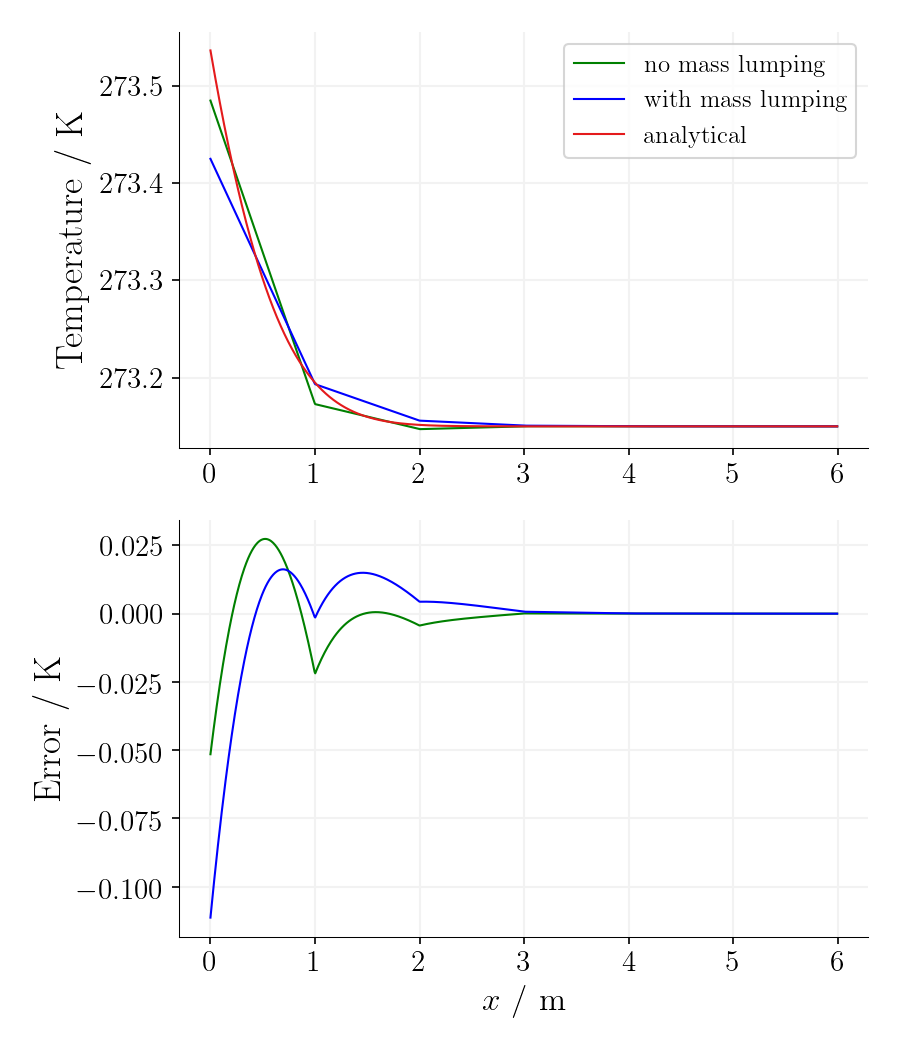 Temperature / K
273.5
273.4
273.3
273.2
no mass lumping
with mass lumping
analytical
0 1 2 3 4 5 6
Error / K
0.025
0.000
−0.025
−0.050
−0.075
−0.100
0 1 2 3 4 5 6
x / m